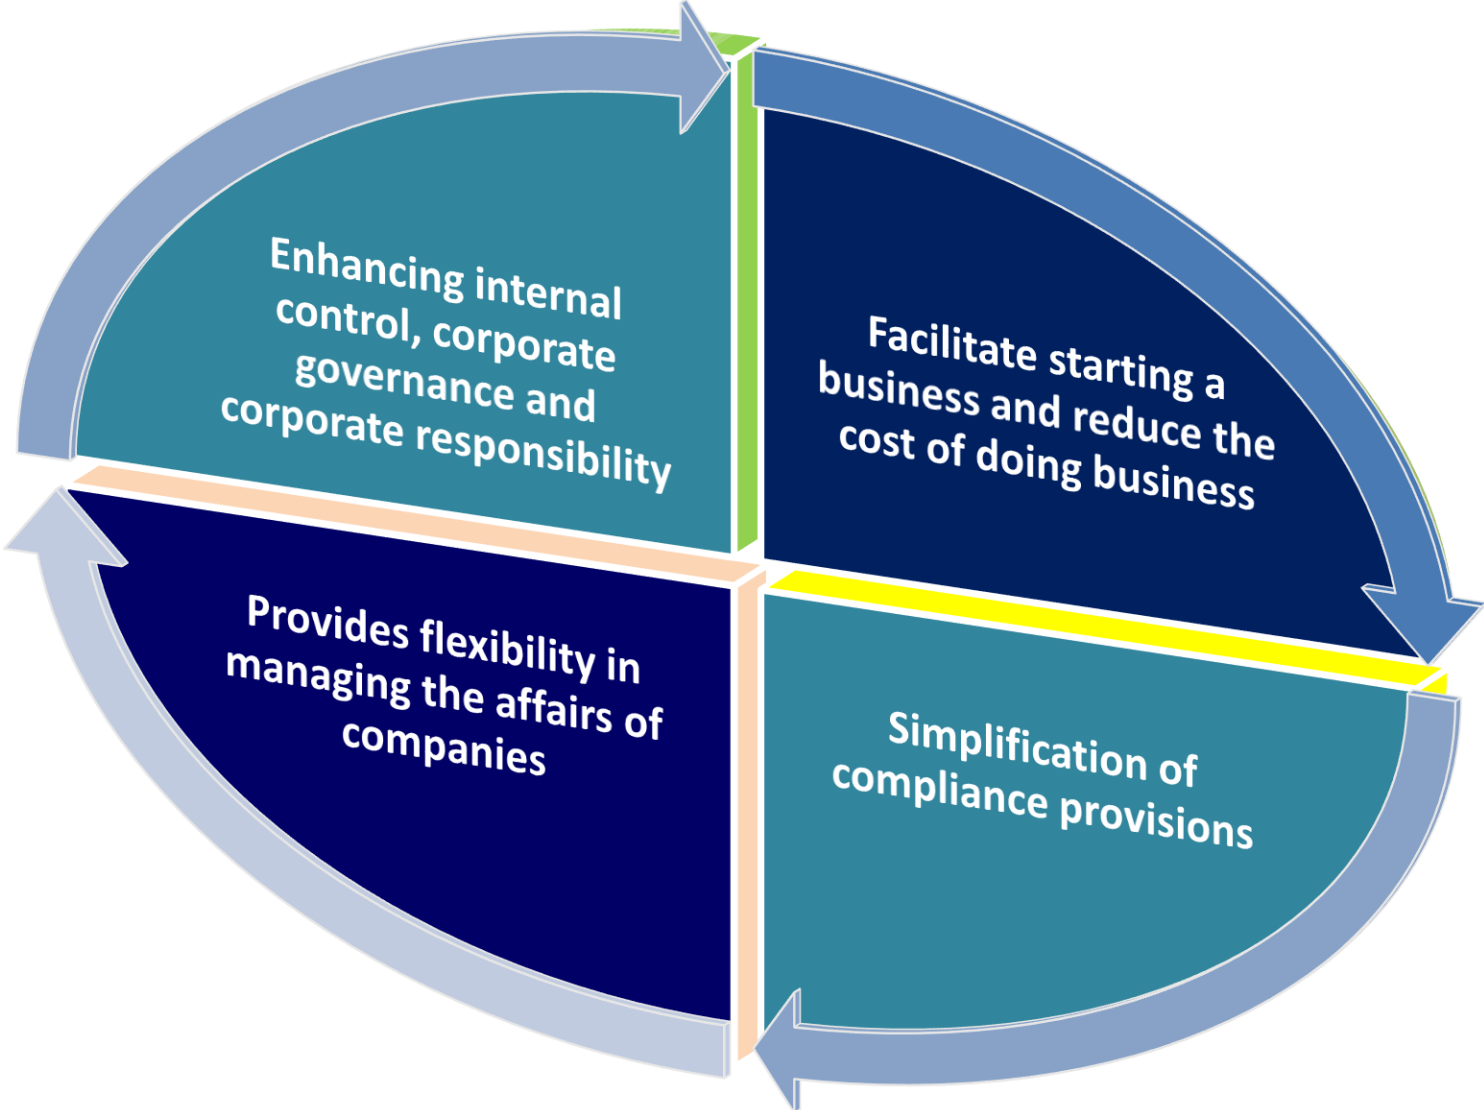 Enhancing internal
control, corporate
governance and
corporate responsibility
Facilitate starting a
business and reduce the
cost of doing business
Provides flexibility in
managing the affairs of
companies
Simplification of
compliance provisions